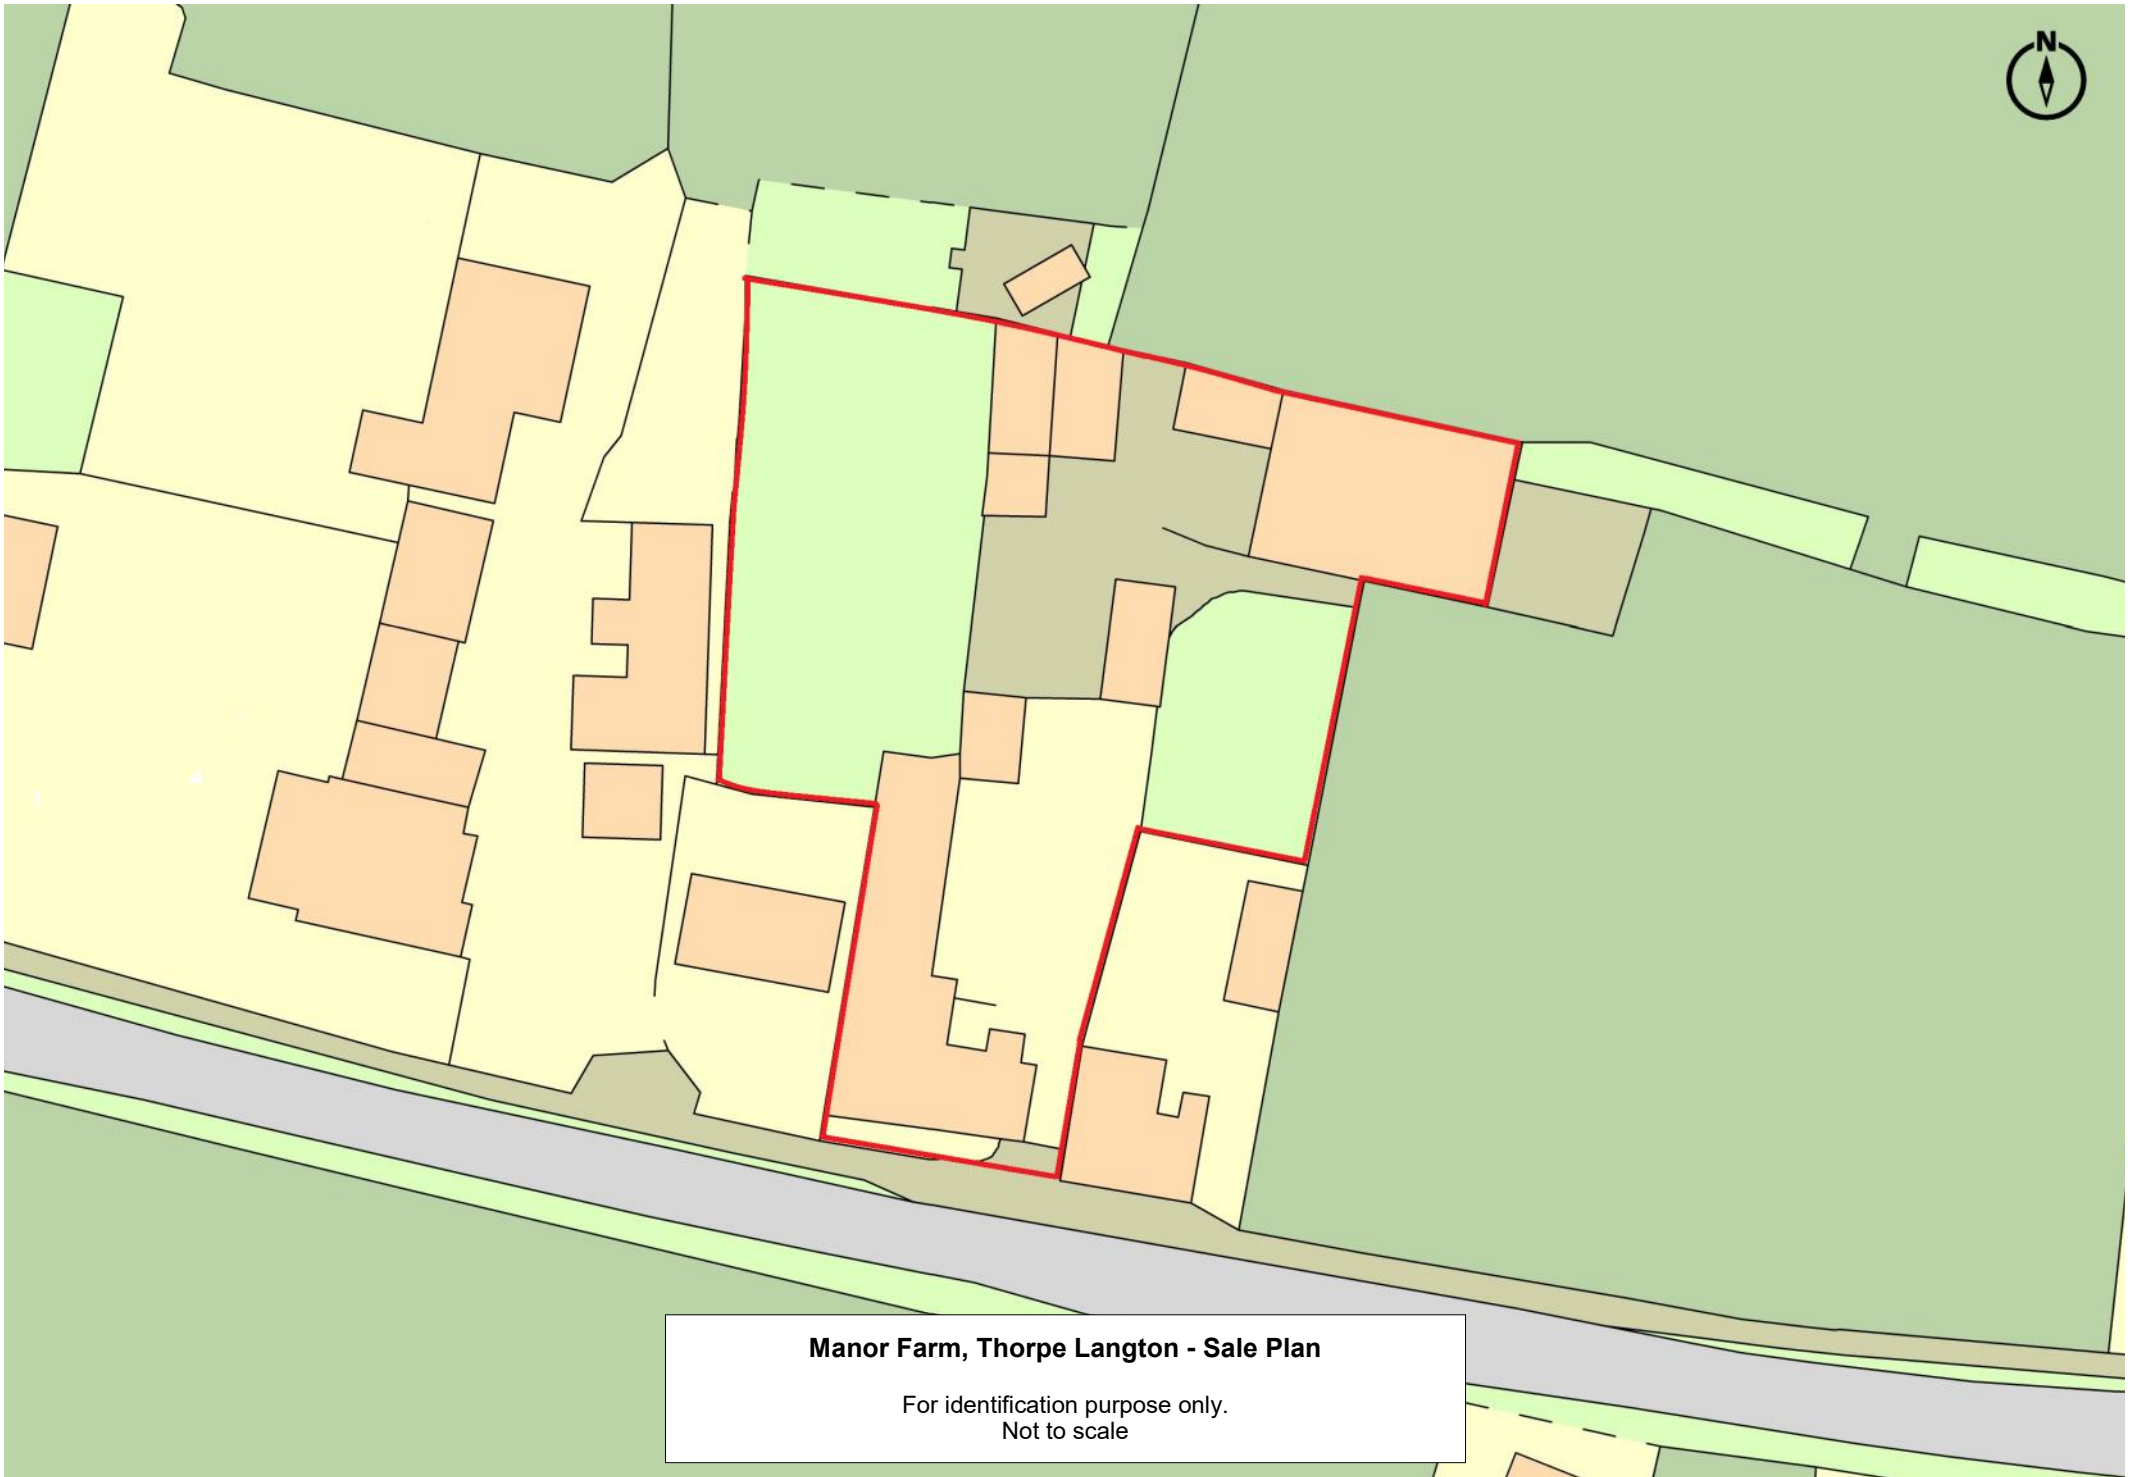 N
Manor Farm, Thorpe Langton - Sale Plan
For identification purpose only.
Not to scale